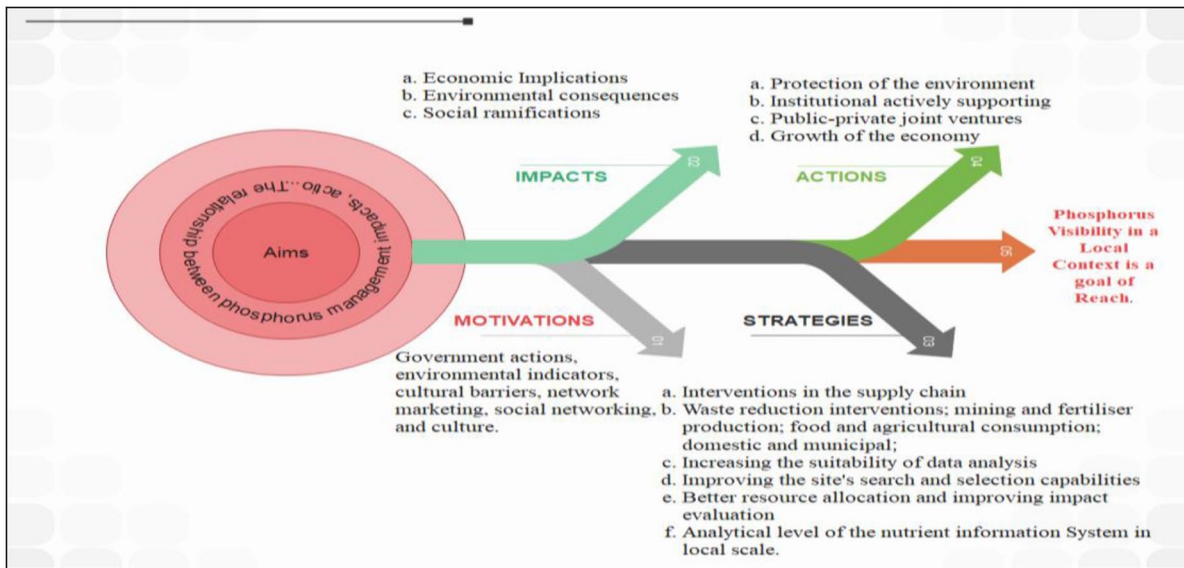 a. Economic Implications
b. Environmental consequences
c. Social ramifications
a. Protection of the environment
b. Institutional actively supporting
c. Public-private joint ventures
d. Growth of the economy
02
04
IMPACTS
ACTIONS
The relationship between phosphorus management impacts, actio...
Aims
05
Phosphorus
Visibility in a
Local
Context is a
goal of
Reach.
MOTIVATIONS
01
STRATEGIES
03
Government actions,
environmental indicators,
cultural barriers, network
marketing, social networking,
and culture.
a. Interventions in the supply chain
b. Waste reduction interventions; mining and fertiliser
production; food and agricultural consumption;
domestic and municipal;
c. Increasing the suitability of data analysis
d. Improving the site's search and selection capabilities
e. Better resource allocation and improving impact
evaluation
f. Analytical level of the nutrient information System in
local scale.